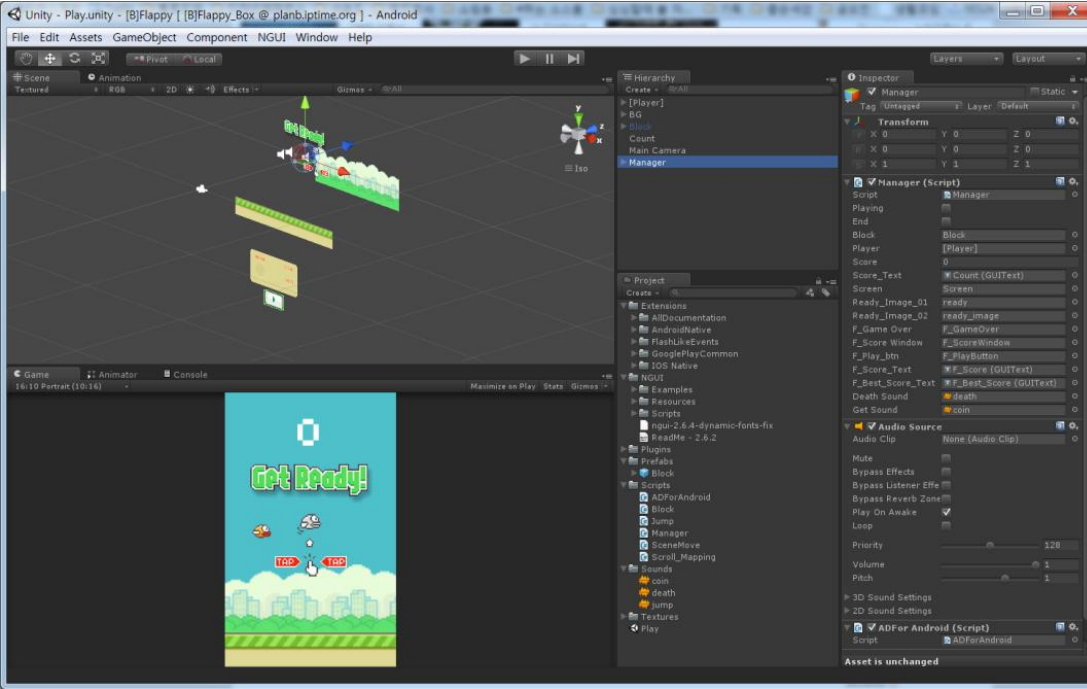 Unity - Play.unity - [B]Flappy [ [B]Flappy_Box @ planb.iptime.org ] - Android
File Edit Assets GameObject Component NGUI Window Help
Pivot Local
Layers Layout
Scene Animation
Textured RGB 2D Effects Gizmos All
Get Ready!
y
z
x
Iso
Game Animator Console
16:10 Portrait (10:16) Maximize on Play Stats Gizmos
0
Get Ready!
TAP TAP
Hierarchy
Create All
[Player]
BG
Block
Count
Main Camera
Manager
Project
Create
Extensions
AllDocumentation
AndroidNative
FlashLikeEvents
GooglePlayCommon
IOS Native
NGUI
Examples
Resources
Scripts
ngui-2.6.4-dynamic-fonts-fix
ReadMe - 2.6.2
Plugins
Prefabs
Block
Scripts
ADForAndroid
Block
Jump
Manager
SceneMove
Scroll_Mapping
Sounds
coin
death
jump
Textures
Play
Inspector
Manager Static
Tag Untagged Layer Default
Transform
X 0 Y 0 Z 0
X 0 Y 0 Z 0
X 1 Y 1 Z 1
Manager (Script)
Script Manager
Playing
End
Block Block
Player [Player]
Score 0
Score_Text Count (GUIText)
Screen Screen
Ready_Image_01 ready
Ready_Image_02 ready_image
F_Game Over F_GameOver
F_Score Window F_ScoreWindow
F_Play_btn F_PlayButton
F_Score_Text F_Score (GUIText)
F_Best_Score_Text F_Best_Score (GUIText)
Death Sound death
Get Sound coin
Audio Source
Audio Clip None (Audio Clip)
Mute
Bypass Effects
Bypass Listener Effe
Bypass Reverb Zone
Play On Awake
Loop
Priority 128
Volume 1
Pitch 1
3D Sound Settings
2D Sound Settings
ADFor Android (Script)
Script ADForAndroid
Asset is unchanged